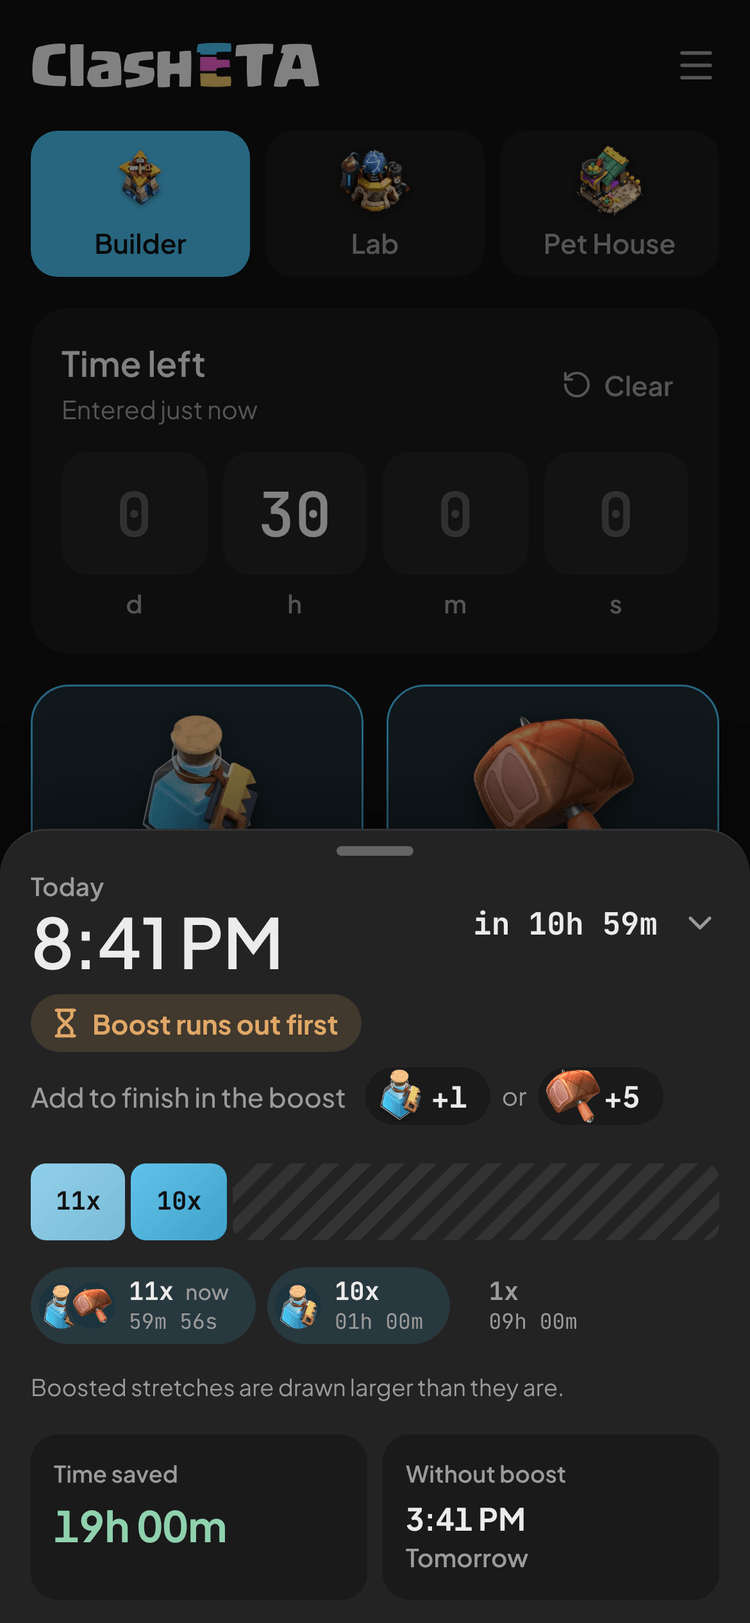 ClashETA
Builder
Lab
Pet House
Time left
Entered just now
Clear
0 30 0 0
d h m s
Today
8:41 PM
in 10h 59m
Boost runs out first
Add to finish in the boost +1 or +5
11x 10x
11x now
59m 56s
10x
01h 00m
1x
09h 00m
Boosted stretches are drawn larger than they are.
Time saved
19h 00m
Without boost
3:41 PM
Tomorrow